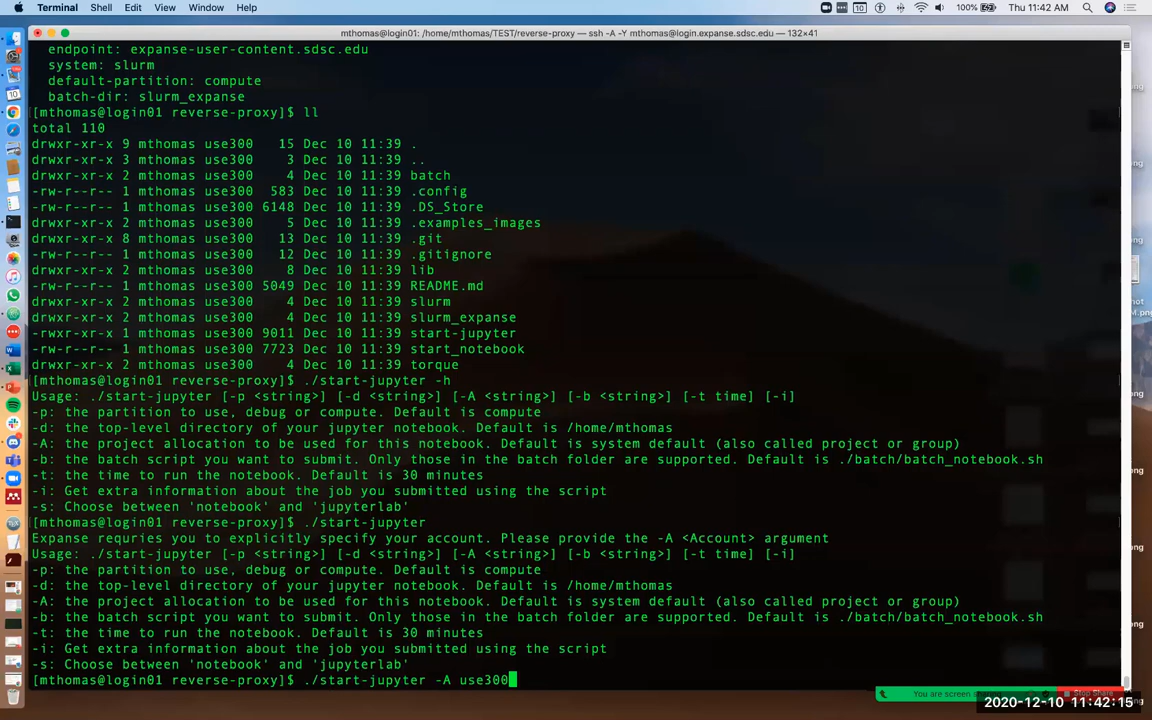 Terminal Shell Edit View Window Help 100% Thu 11:42 AM
mthomas@login01: /home/mthomas/TEST/reverse-proxy — ssh -A -Y mthomas@login.expanse.sdsc.edu — 132×41
endpoint: expanse-user-content.sdsc.edu
system: slurm
default-partition: compute
batch-dir: slurm_expanse
[[mthomas@login01 reverse-proxy]$ ll
total 110
drwxr-xr-x 9 mthomas use300 15 Dec 10 11:39 .
drwxr-xr-x 3 mthomas use300 3 Dec 10 11:39 ..
drwxr-xr-x 2 mthomas use300 4 Dec 10 11:39 batch
-rw-r--r-- 1 mthomas use300 583 Dec 10 11:39 .config
-rw-r--r-- 1 mthomas use300 6148 Dec 10 11:39 .DS_Store
drwxr-xr-x 2 mthomas use300 5 Dec 10 11:39 .examples_images
drwxr-xr-x 8 mthomas use300 13 Dec 10 11:39 .git
-rw-r--r-- 1 mthomas use300 12 Dec 10 11:39 .gitignore
drwxr-xr-x 2 mthomas use300 8 Dec 10 11:39 lib
-rw-r--r-- 1 mthomas use300 5049 Dec 10 11:39 README.md
drwxr-xr-x 2 mthomas use300 4 Dec 10 11:39 slurm
drwxr-xr-x 2 mthomas use300 4 Dec 10 11:39 slurm_expanse
-rwxr-xr-x 1 mthomas use300 9011 Dec 10 11:39 start-jupyter
-rw-r--r-- 1 mthomas use300 7723 Dec 10 11:39 start_notebook
drwxr-xr-x 2 mthomas use300 4 Dec 10 11:39 torque
[[mthomas@login01 reverse-proxy]$ ./start-jupyter -h
Usage: ./start-jupyter [-p <string>] [-d <string>] [-A <string>] [-b <string>] [-t time] [-i]
-p: the partition to use, debug or compute. Default is compute
-d: the top-level directory of your jupyter notebook. Default is /home/mthomas
-A: the project allocation to be used for this notebook. Default is system default (also called project or group)
-b: the batch script you want to submit. Only those in the batch folder are supported. Default is ./batch/batch_notebook.sh
-t: the time to run the notebook. Default is 30 minutes
-i: Get extra information about the job you submitted using the script
-s: Choose between 'notebook' and 'jupyterlab'
[[mthomas@login01 reverse-proxy]$ ./start-jupyter
Expanse requries you to explicitly specify your account. Please provide the -A <Account> argument
Usage: ./start-jupyter [-p <string>] [-d <string>] [-A <string>] [-b <string>] [-t time] [-i]
-p: the partition to use, debug or compute. Default is compute
-d: the top-level directory of your jupyter notebook. Default is /home/mthomas
-A: the project allocation to be used for this notebook. Default is system default (also called project or group)
-b: the batch script you want to submit. Only those in the batch folder are supported. Default is ./batch/batch_notebook.sh
-t: the time to run the notebook. Default is 30 minutes
-i: Get extra information about the job you submitted using the script
-s: Choose between 'notebook' and 'jupyterlab'
[mthomas@login01 reverse-proxy]$ ./start-jupyter -A use300
You are screen Stop Share
2020-12-10 11:42:15